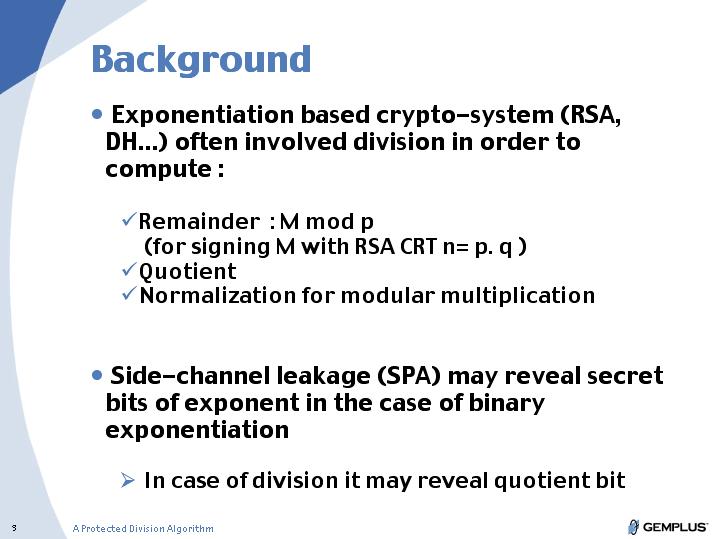 Background
• Exponentiation based crypto-system (RSA,
DH...) often involved division in order to
compute :
✓Remainder : M mod p
(for signing M with RSA CRT n= p. q )
✓Quotient
✓Normalization for modular multiplication
• Side-channel leakage (SPA) may reveal secret
bits of exponent in the case of binary
exponentiation
➢ In case of division it may reveal quotient bit
3
A Protected Division Algorithm
GEMPLUS